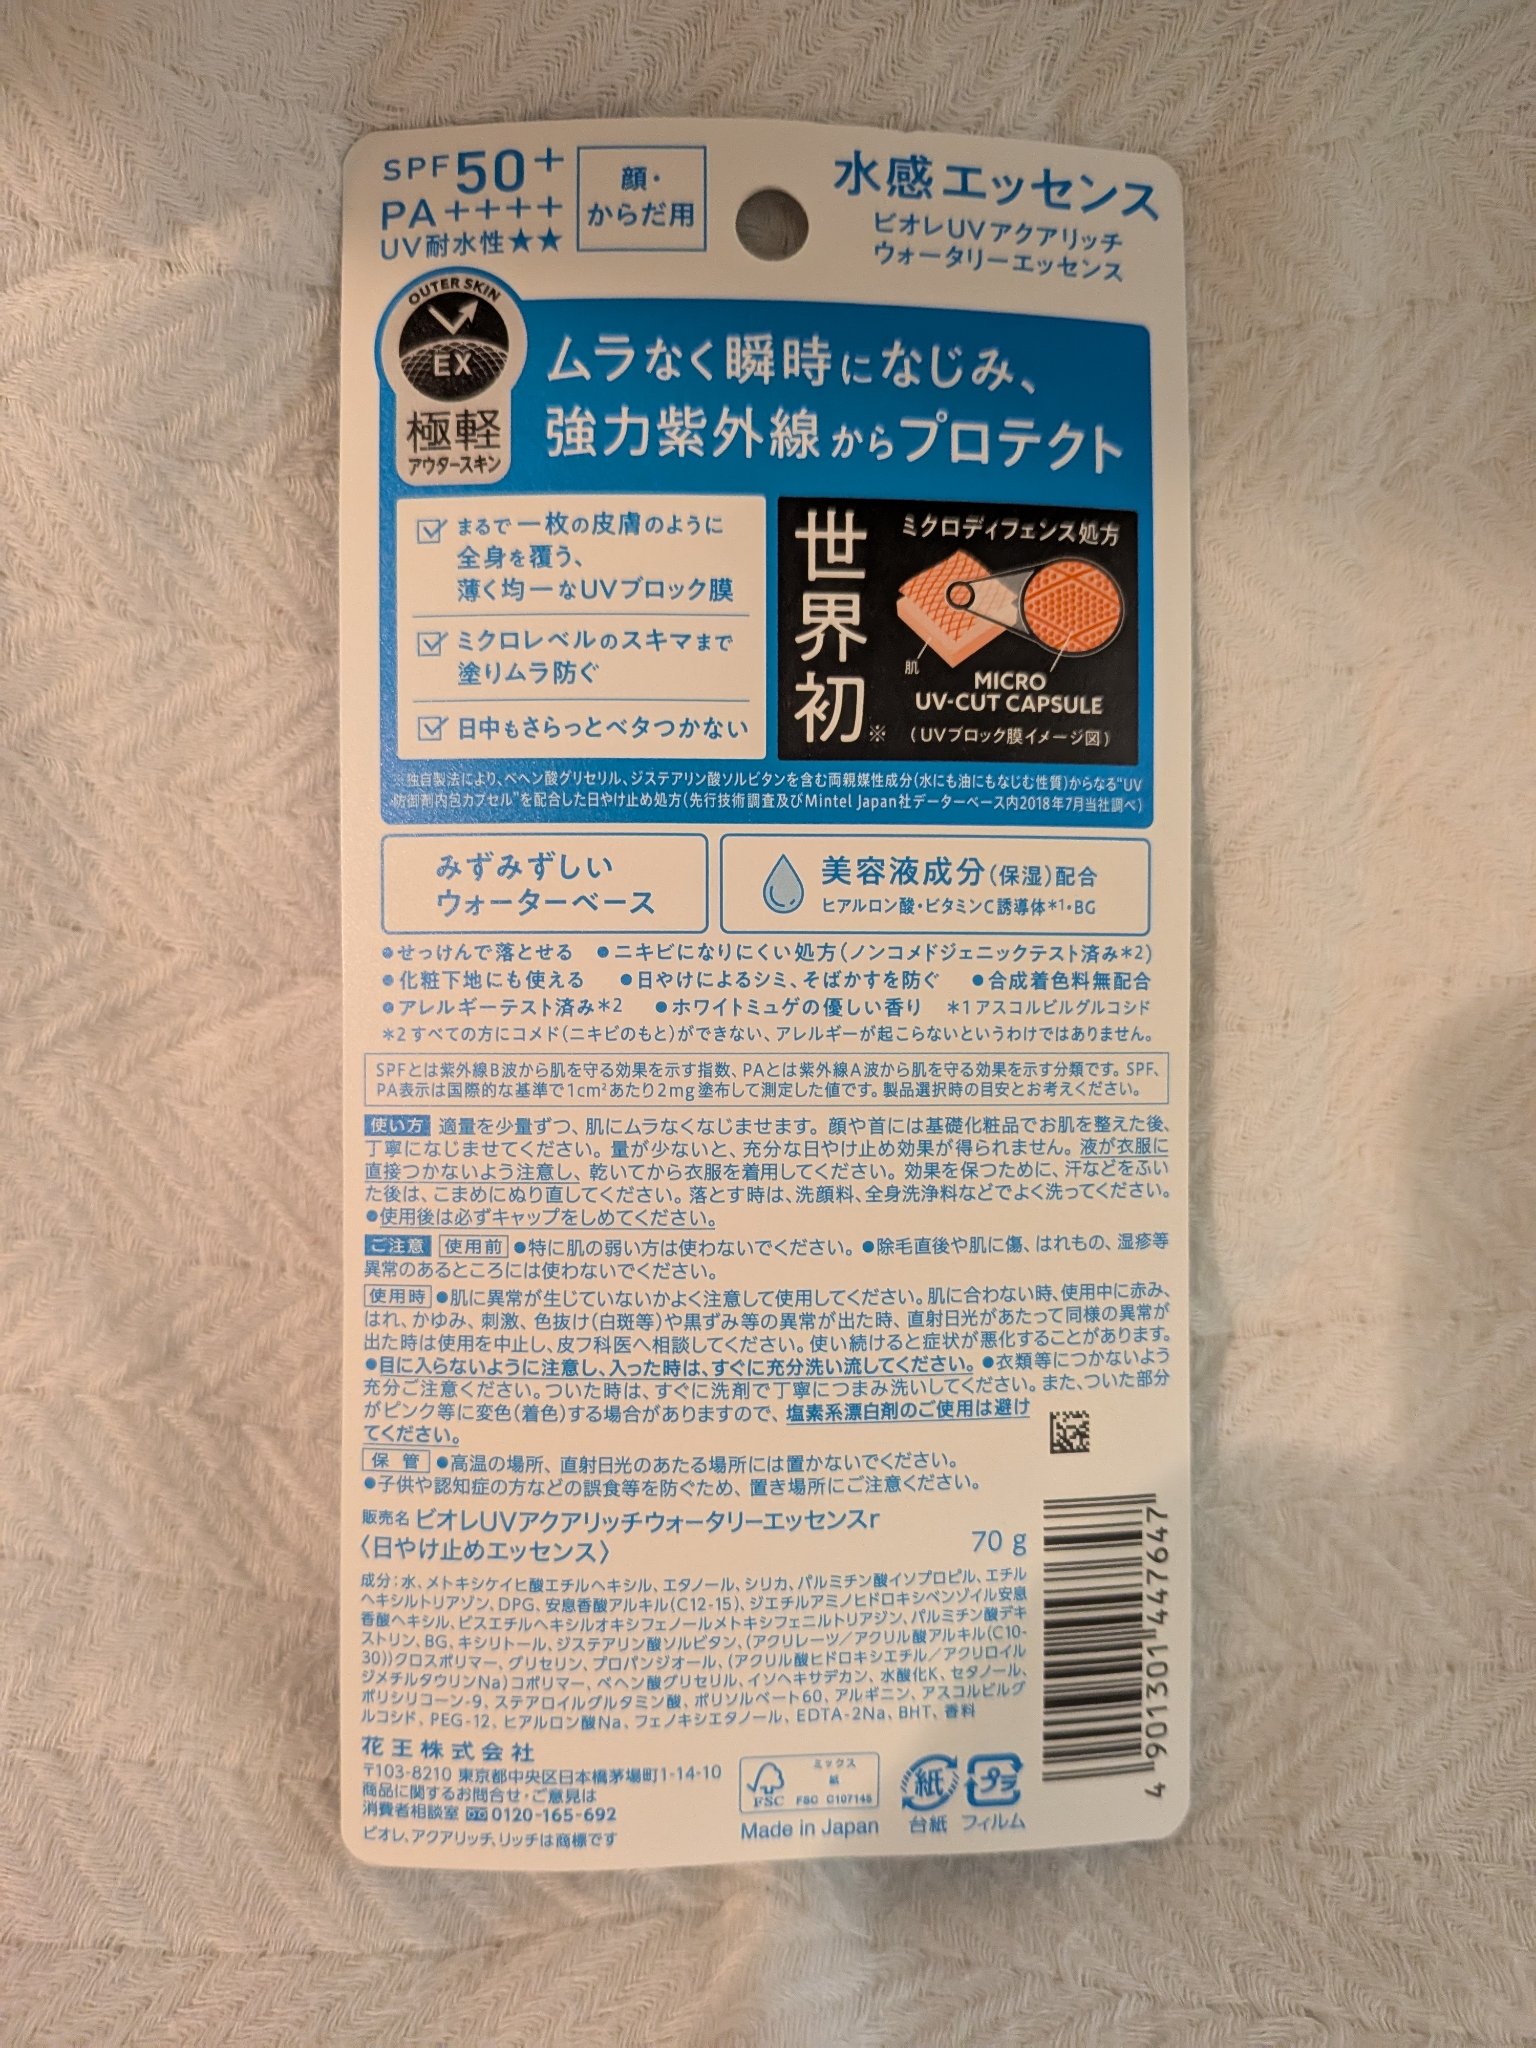 SPF50+
PA++++
UV耐水性★★
顔・
からだ用
水感エッセンス
ビオレUVアクアリッチ
ウォータリーエッセンス
OUTER SKIN
EX
極軽
アウタースキン
ムラなく瞬時になじみ、
強力紫外線からプロテクト
まるで一枚の皮膚のように
全身を覆う、
薄く均一なUVブロック膜
ミクロレベルのスキマまで
塗りムラ防ぐ
日中もさらっとベタつかない
世界初※
ミクロディフェンス処方
肌
MICRO
UV-CUT CAPSULE
(UVブロック膜イメージ図)
※独自製法により、ベヘン酸グリセリル、ジステアリン酸ソルビタンを含む両親媒性成分(水にも油にもなじむ性質)からなる“UV
防御剤内包カプセル”を配合した日やけ止め処方(先行技術調査及びMintel Japan社データーベース内2018年7月当社調べ)
みずみずしい
ウォーターベース
美容液成分(保湿)配合
ヒアルロン酸・ビタミンC誘導体*1・BG
●せっけんで落とせる ●ニキビになりにくい処方(ノンコメドジェニックテスト済み*2)
●化粧下地にも使える ●日やけによるシミ、そばかすを防ぐ ●合成着色料無配合
●アレルギーテスト済み*2 ●ホワイトミュゲの優しい香り *1 アスコルビルグルコシド
*2 すべての方にコメド(ニキビのもと)ができない、アレルギーが起こらないというわけではありません。
SPFとは紫外線B波から肌を守る効果を示す指数、PAとは紫外線A波から肌を守る効果を示す分類です。SPF、
PA表示は国際的な基準で1cm²あたり2mg塗布して測定した値です。製品選択時の目安とお考えください。
使い方 適量を少量ずつ、肌にムラなくなじませます。顔や首には基礎化粧品でお肌を整えた後、
丁寧になじませてください。量が少ないと、充分な日やけ止め効果が得られません。液が衣服に
直接つかないよう注意し、乾いてから衣服を着用してください。効果を保つために、汗などをふい
た後は、こまめにぬり直してください。落とす時は、洗顔料、全身洗浄料などでよく洗ってください。
●使用後は必ずキャップをしめてください。
ご注意 使用前 ●特に肌の弱い方は使わないでください。●除毛直後や肌に傷、はれもの、湿疹等
異常のあるところには使わないでください。
使用時 ●肌に異常が生じていないかよく注意して使用してください。肌に合わない時、使用中に赤み、
はれ、かゆみ、刺激、色抜け(白斑等)や黒ずみ等の異常が出た時、直射日光があたって同様の異常が
出た時は使用を中止し、皮フ科医へ相談してください。使い続けると症状が悪化することがあります。
●目に入らないように注意し、入った時は、すぐに充分洗い流してください。●衣類等につかないよう
充分ご注意ください。ついた時は、すぐに洗剤で丁寧につまみ洗いしてください。また、ついた部分
がピンク等に変色(着色)する場合がありますので、塩素系漂白剤のご使用は避け
てください。
保管 ●高温の場所、直射日光のあたる場所には置かないでください。
●子供や認知症の方などの誤食等を防ぐため、置き場所にご注意ください。
販売名 ビオレUVアクアリッチウォータリーエッセンスr
〈日やけ止めエッセンス〉
70 g
成分：水、メトキシケイヒ酸エチルヘキシル、エタノール、シリカ、パルミチン酸イソプロピル、エチル
ヘキシルトリアゾン、DPG、安息香酸アルキル(C12-15)、ジエチルアミノヒドロキシベンゾイル安息
香酸ヘキシル、ビスエチルヘキシルオキシフェノールメトキシフェニルトリアジン、パルミチン酸デキ
ストリン、BG、キシリトール、ジステアリン酸ソルビタン、(アクリレーツ／アクリル酸アルキル(C10-
30))クロスポリマー、グリセリン、プロパンジオール、(アクリル酸ヒドロキシエチル／アクリロイル
ジメチルタウリンNa)コポリマー、ベヘン酸グリセリル、イソヘキサデカン、水酸化K、セタノール、
ポリシリコーン-9、ステアロイルグルタミン酸、ポリソルベート60、アルギニン、アスコルビルグ
ルコシド、PEG-12、ヒアルロン酸Na、フェノキシエタノール、EDTA-2Na、BHT、香料
花王株式会社
〒103-8210 東京都中央区日本橋茅場町1-14-10
商品に関するお問合せ・ご意見は
消費者相談室 0120-165-692
ビオレ、アクアリッチ、リッチは商標です
FSC
ミックス
紙
FSC C107145
Made in Japan
紙
台紙
プラ
フィルム
4 901301 447647